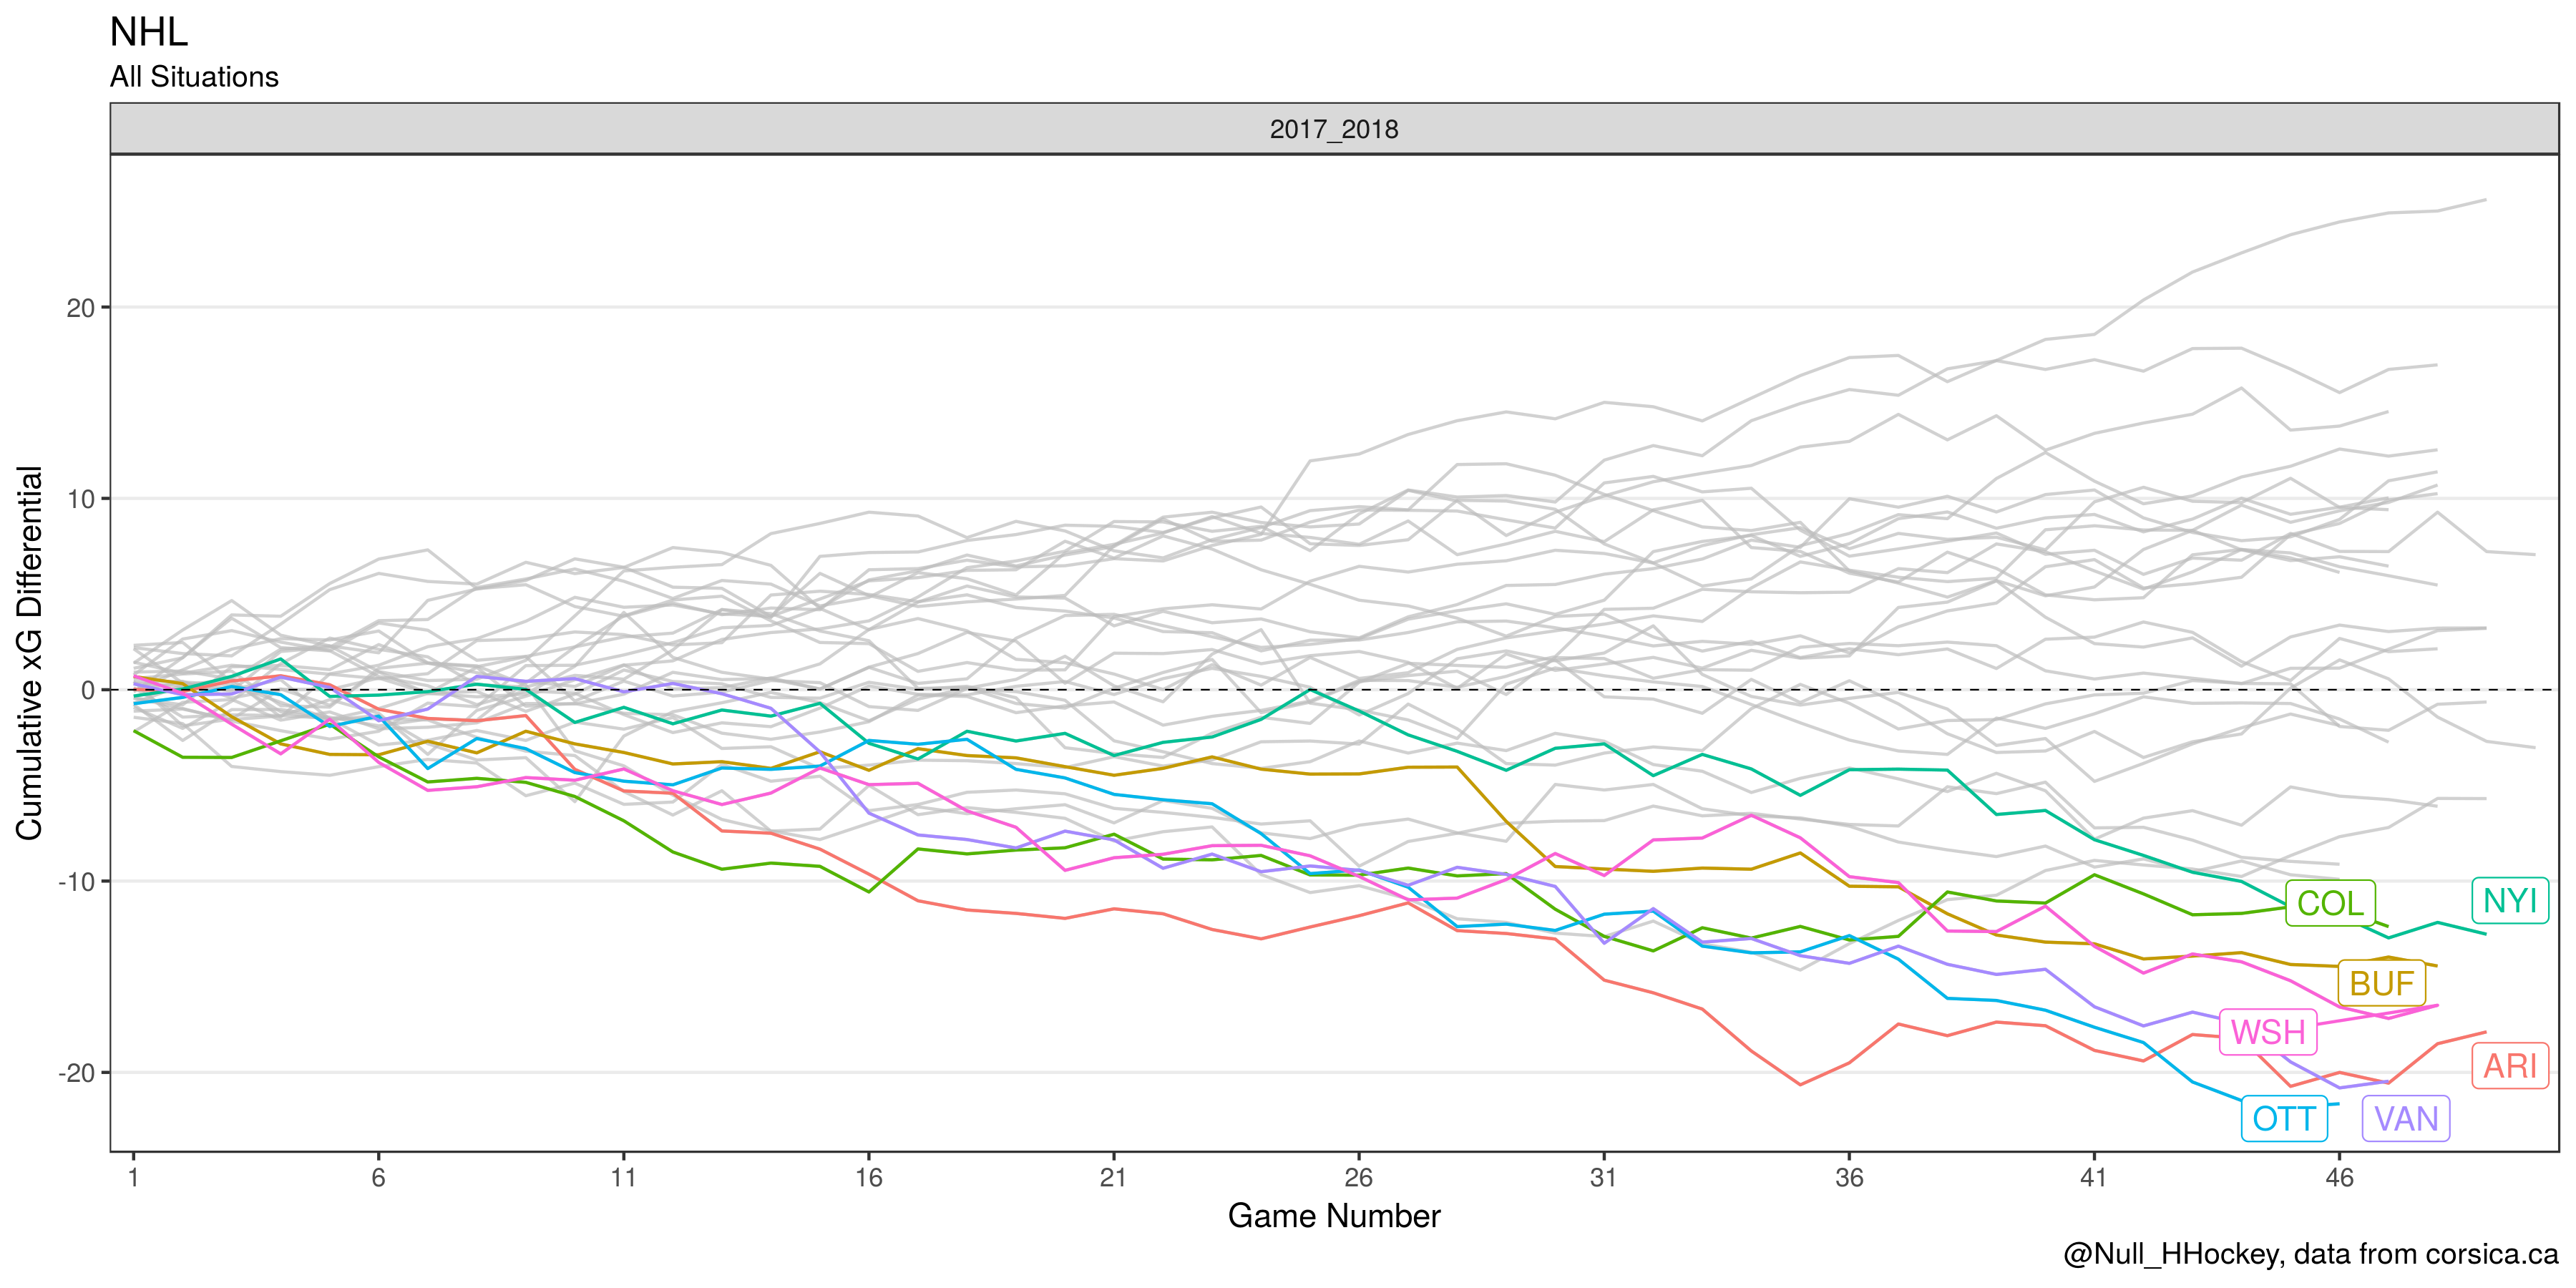 NHL
All Situations
2017_2018
20
10
0
-10
-20
Cumulative xG Differential
COL
NYI
BUF
WSH
ARI
OTT
VAN
1 6 11 16 21 26 31 36 41 46
Game Number
@Null_HHockey, data from corsica.ca